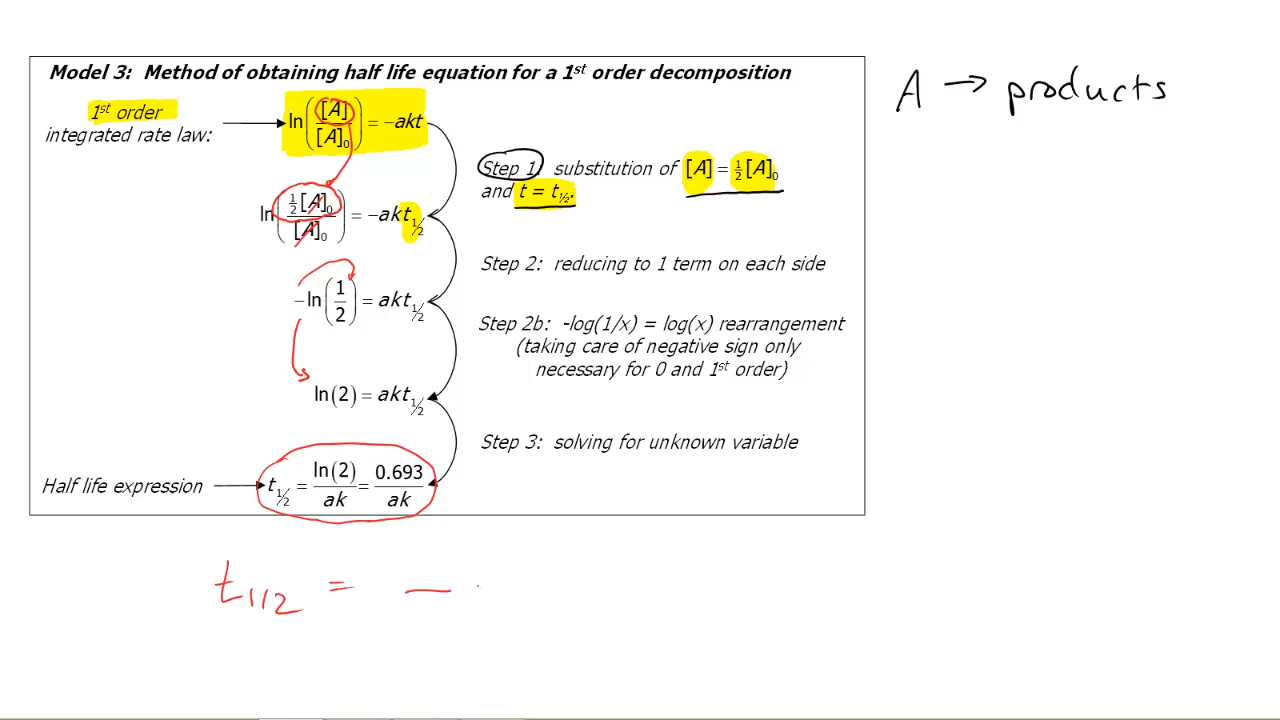 Model 3: Method of obtaining half life equation for a 1st order decomposition
A → products
1st order
integrated rate law:
ln([A]/[A]₀) = −akt
Step 1: substitution of [A] = ½[A]₀
and t = t½.
ln(½[A]₀/[A]₀) = −akt½
Step 2: reducing to 1 term on each side
−ln(1/2) = akt½
Step 2b: -log(1/x) = log(x) rearrangement
(taking care of negative sign only
necessary for 0 and 1st order)
ln(2) = akt½
Step 3: solving for unknown variable
Half life expression
t½ = ln(2)/ak = 0.693/ak
t1/2 = —